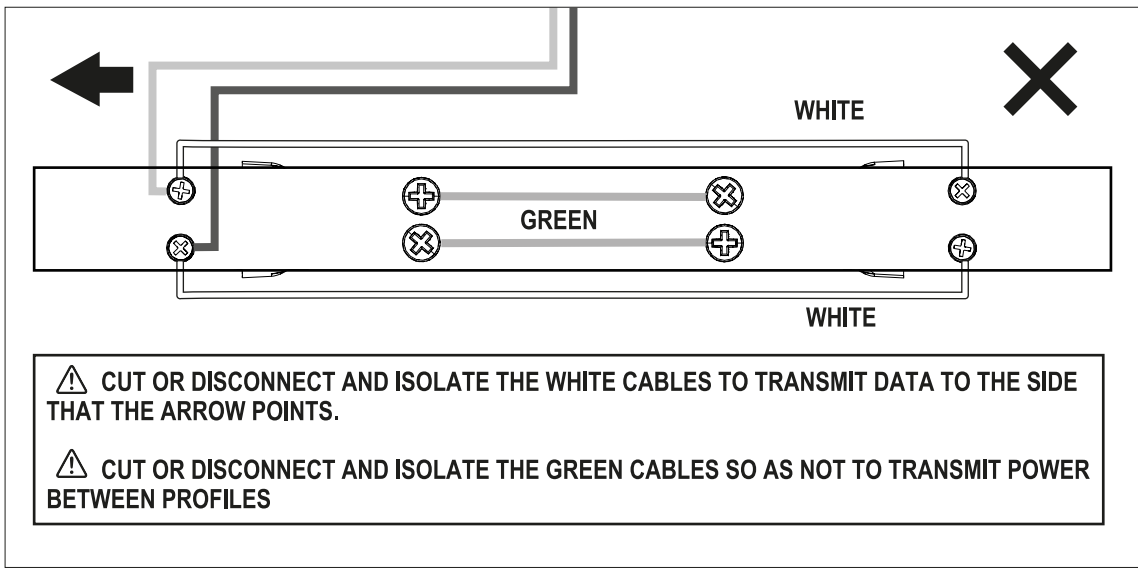 WHITE
GREEN
WHITE
⚠ CUT OR DISCONNECT AND ISOLATE THE WHITE CABLES TO TRANSMIT DATA TO THE SIDE
THAT THE ARROW POINTS.
⚠ CUT OR DISCONNECT AND ISOLATE THE GREEN CABLES SO AS NOT TO TRANSMIT POWER
BETWEEN PROFILES